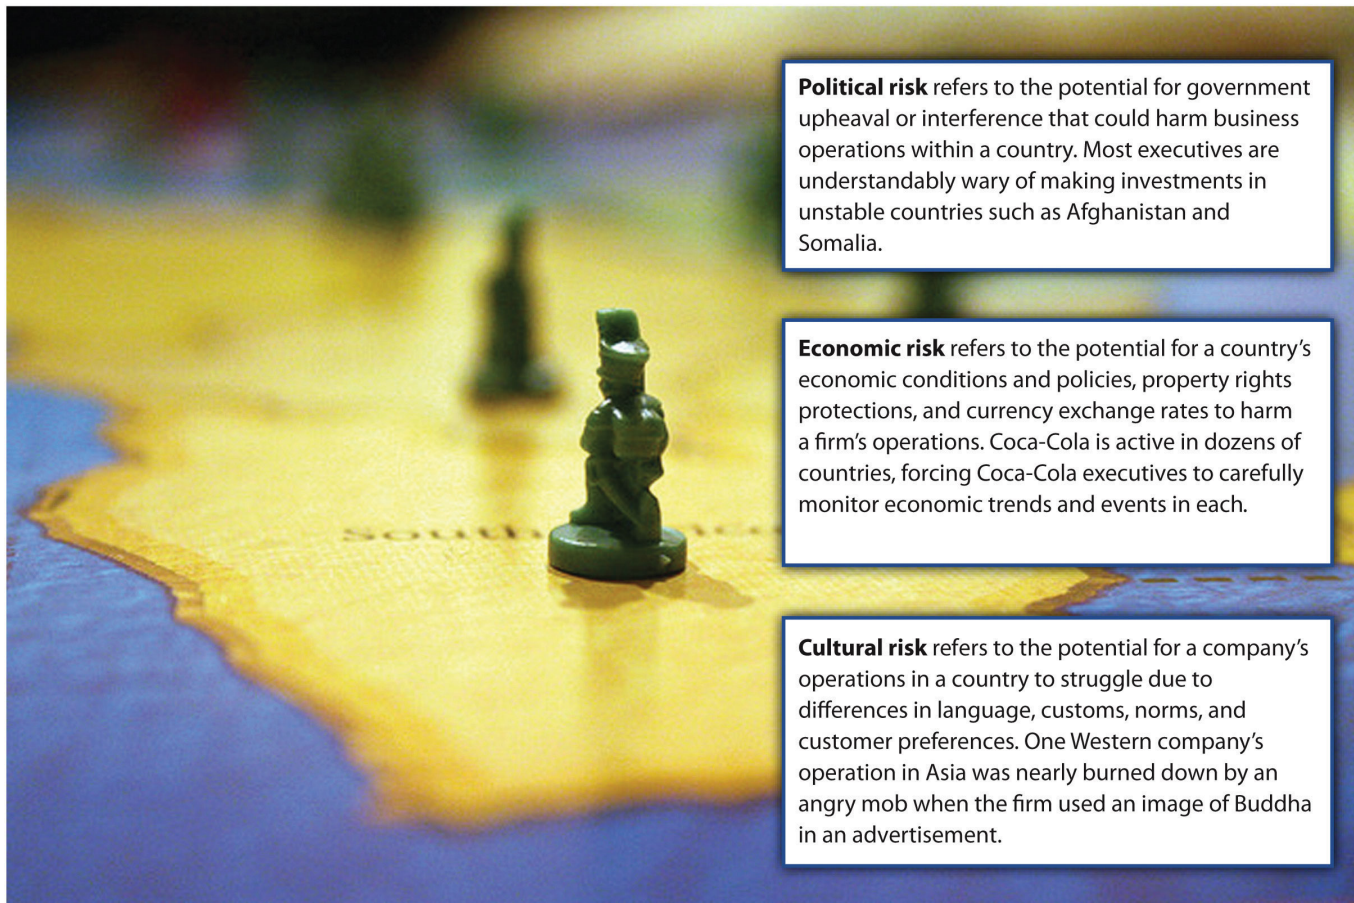 Political risk refers to the potential for government
upheaval or interference that could harm business
operations within a country. Most executives are
understandably wary of making investments in
unstable countries such as Afghanistan and
Somalia.
Economic risk refers to the potential for a country’s
economic conditions and policies, property rights
protections, and currency exchange rates to harm
a firm’s operations. Coca-Cola is active in dozens of
countries, forcing Coca-Cola executives to carefully
monitor economic trends and events in each.
South
Cultural risk refers to the potential for a company’s
operations in a country to struggle due to
differences in language, customs, norms, and
customer preferences. One Western company’s
operation in Asia was nearly burned down by an
angry mob when the firm used an image of Buddha
in an advertisement.